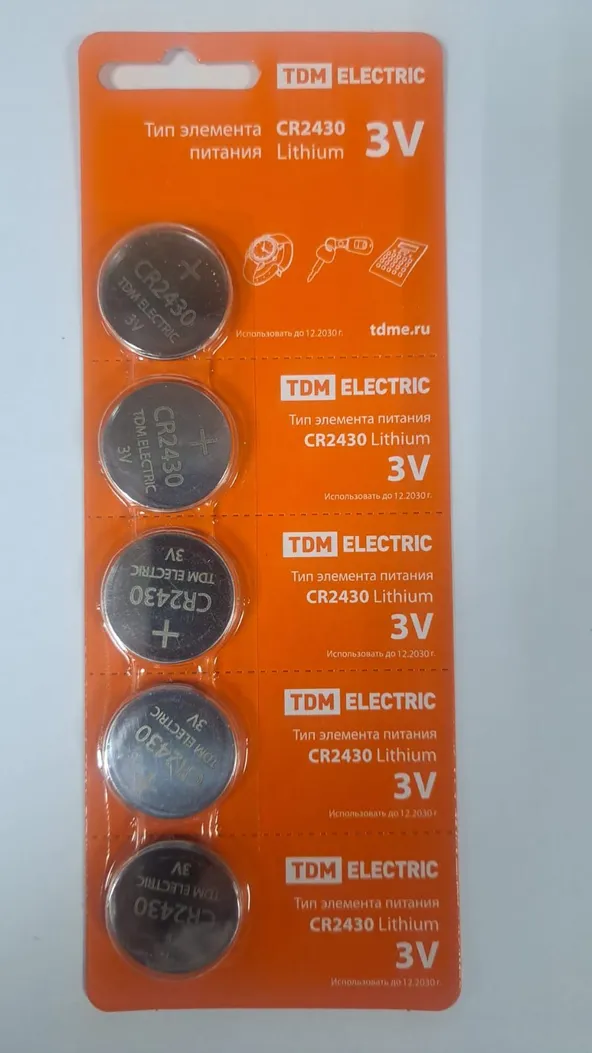 TDM ELECTRIC
Тип элемента питания
CR2430 Lithium
3V
CR2430
TDM ELECTRIC
3V
Использовать до 12.2030 г.
tdme.ru
CR2430
TDM ELECTRIC
3V
TDM ELECTRIC
Тип элемента питания
CR2430 Lithium
3V
Использовать до 12.2030 г.
CR2430
TDM ELECTRIC
3V
TDM ELECTRIC
Тип элемента питания
CR2430 Lithium
3V
Использовать до 12.2030 г.
CR2430
TDM ELECTRIC
3V
TDM ELECTRIC
Тип элемента питания
CR2430 Lithium
3V
Использовать до 12.2030 г.
CR2430
TDM ELECTRIC
3V
TDM ELECTRIC
Тип элемента питания
CR2430 Lithium
3V
Использовать до 12.2030 г.